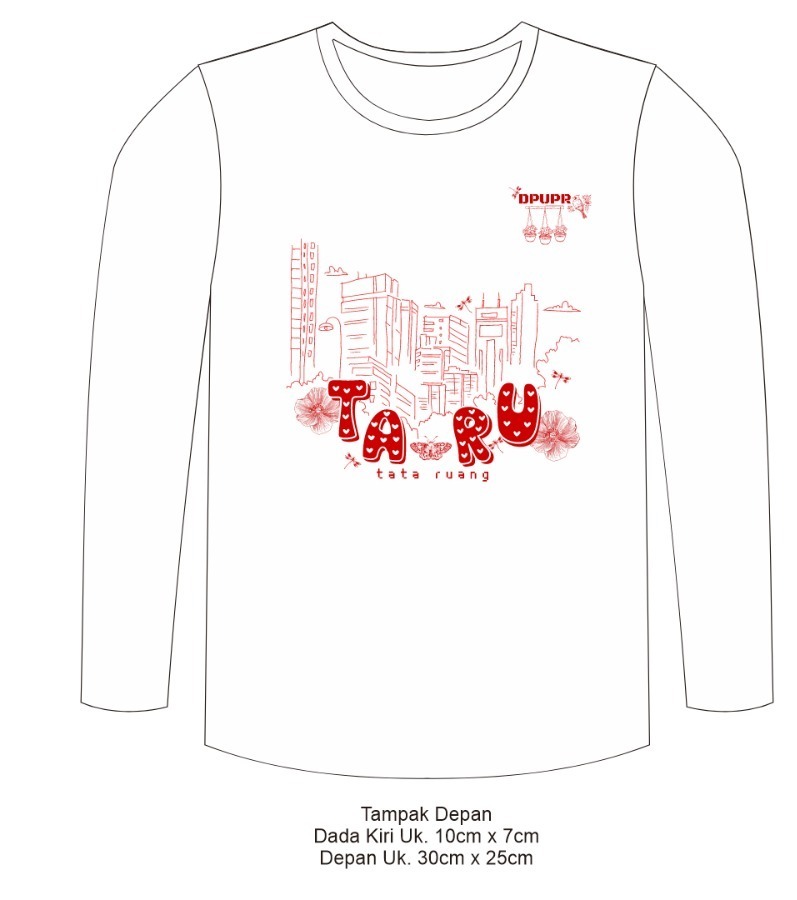 DPUPR
TARU
tata ruang
Tampak Depan
Dada Kiri Uk. 10cm x 7cm
Depan Uk. 30cm x 25cm